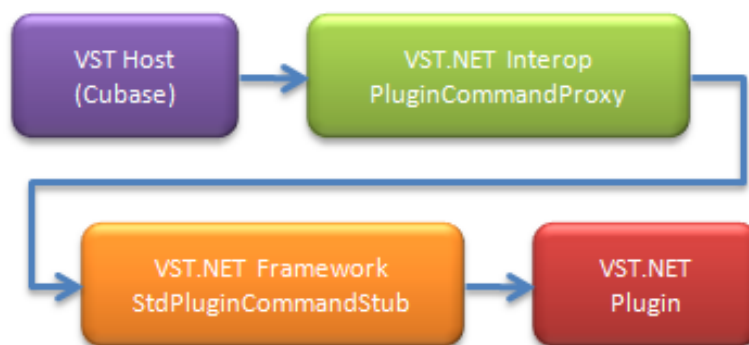 VST Host
(Cubase)
VST.NET Interop
PluginCommandProxy
VST.NET Framework
StdPluginCommandStub
VST.NET
Plugin